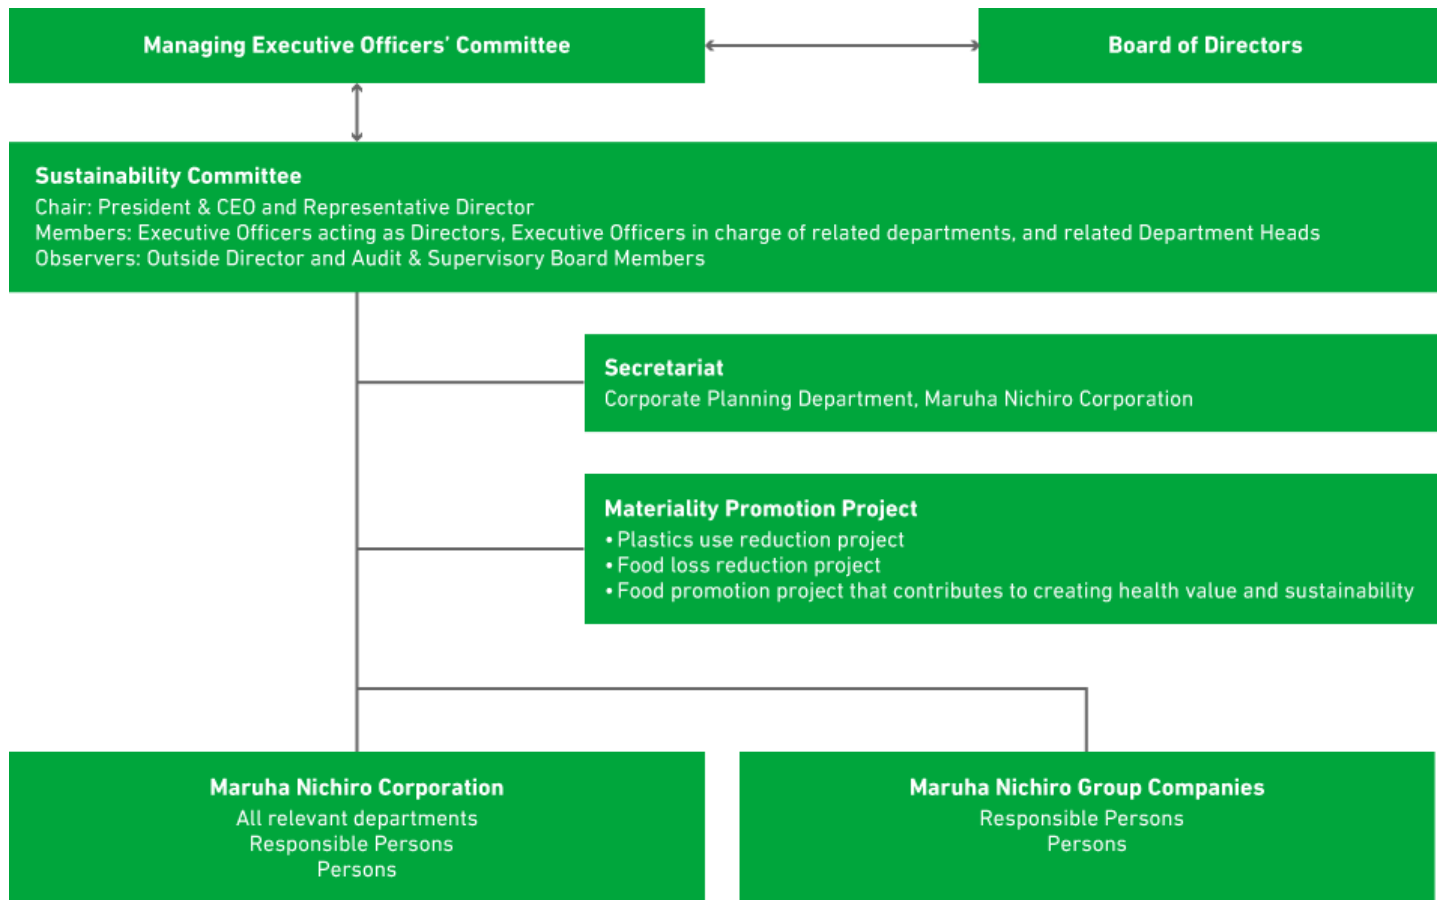 Managing Executive Officers’ Committee
Board of Directors
Sustainability Committee
Chair: President & CEO and Representative Director
Members: Executive Officers acting as Directors, Executive Officers in charge of related departments, and related Department Heads
Observers: Outside Director and Audit & Supervisory Board Members
Secretariat
Corporate Planning Department, Maruha Nichiro Corporation
Materiality Promotion Project
• Plastics use reduction project
• Food loss reduction project
• Food promotion project that contributes to creating health value and sustainability
Maruha Nichiro Corporation
All relevant departments
Responsible Persons
Persons
Maruha Nichiro Group Companies
Responsible Persons
Persons